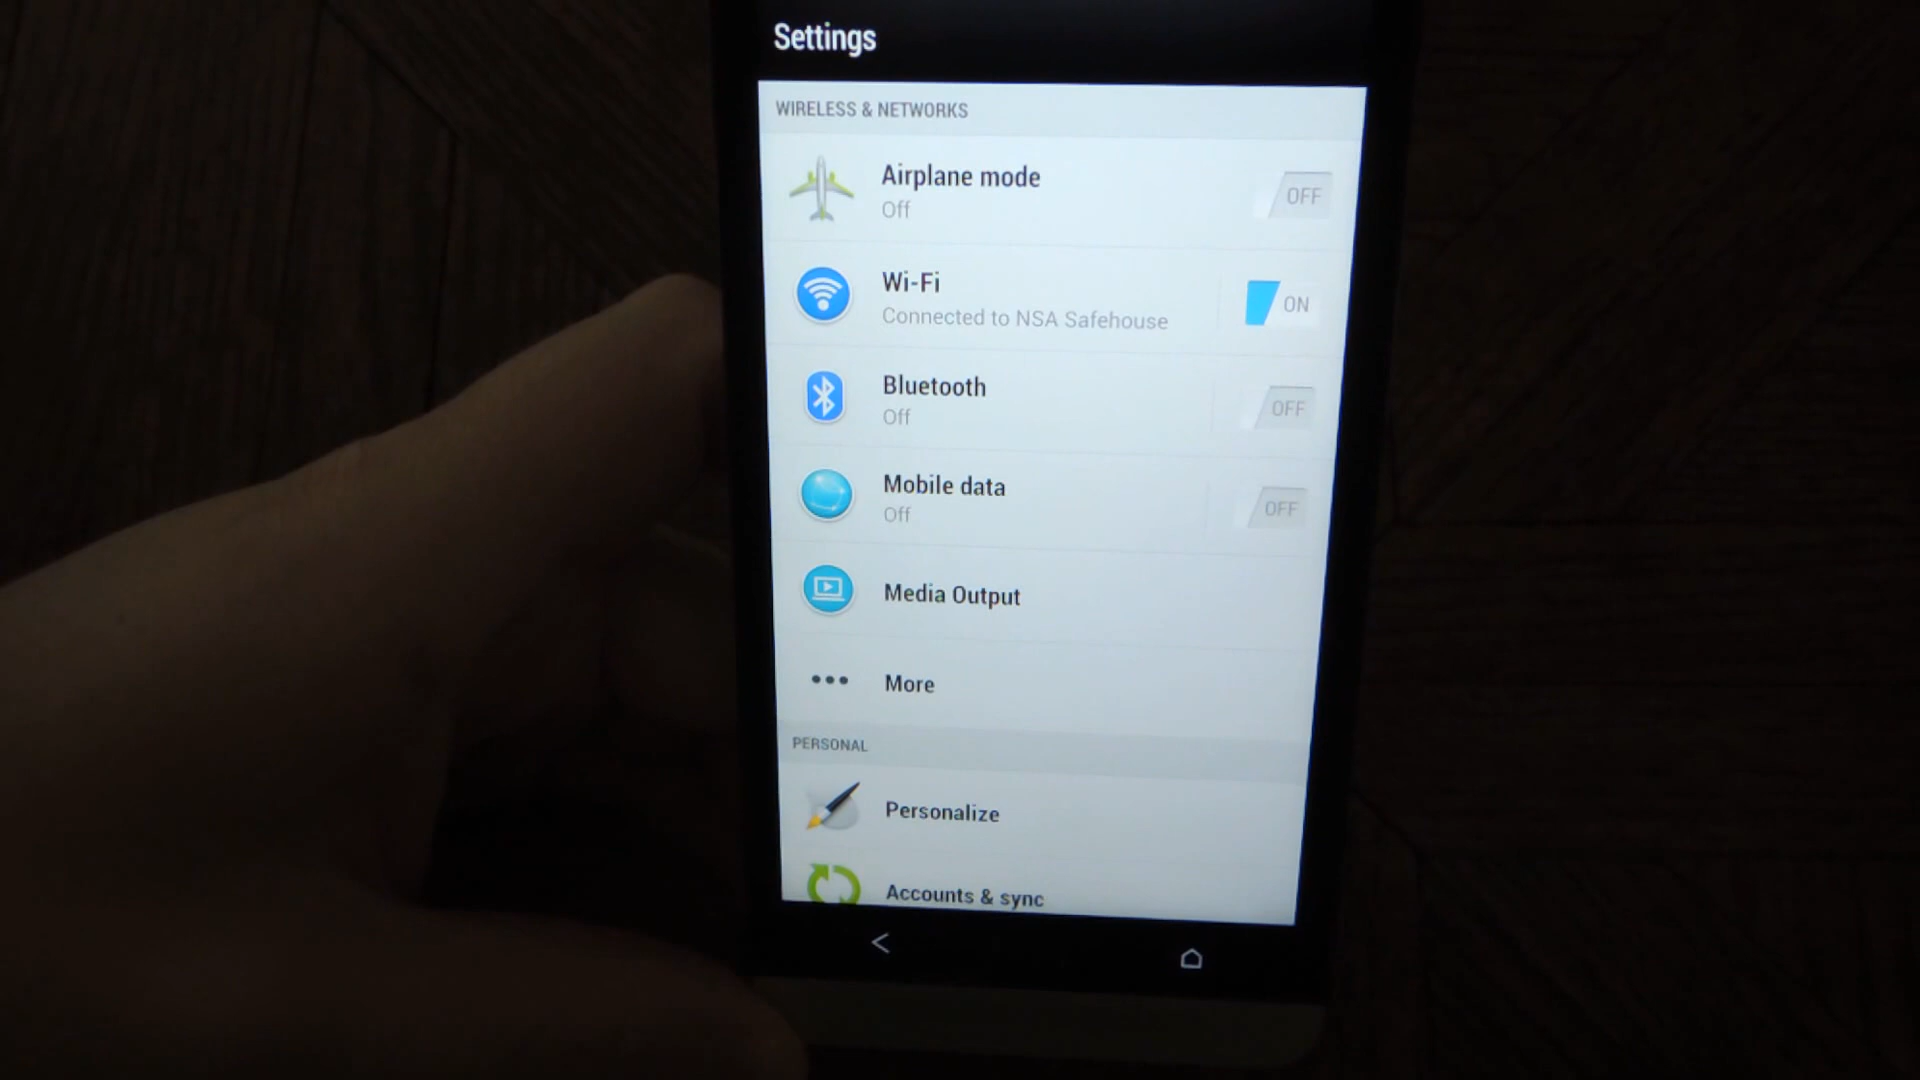 Settings
WIRELESS & NETWORKS
Airplane mode
Off
OFF
Wi-Fi
Connected to NSA Safehouse
ON
Bluetooth
Off
OFF
Mobile data
Off
OFF
Media Output
More
PERSONAL
Personalize
Accounts & sync